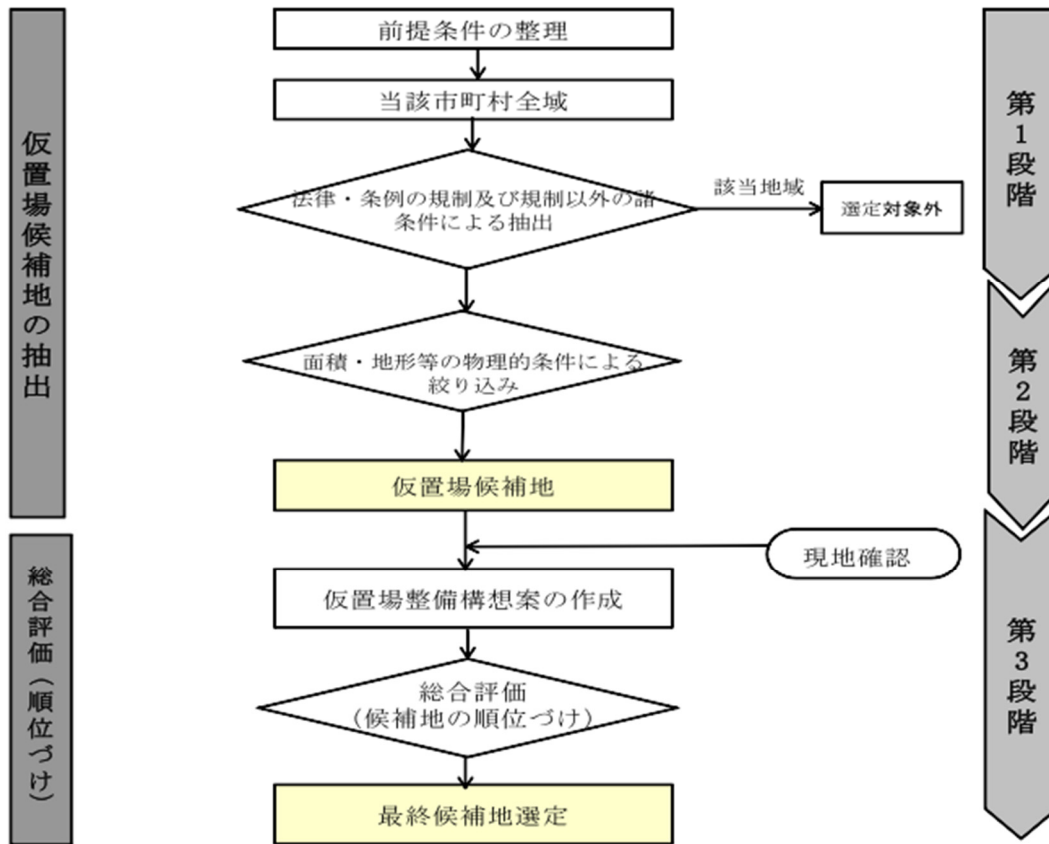 仮置場候補地の抽出
前提条件の整理
当該市町村全域
法律・条例の規制及び規制以外の諸
条件による抽出
該当地域
選定対象外
面積・地形等の物理的条件による
絞り込み
仮置場候補地
第1段階
第2段階
総合評価(順位づけ)
現地確認
仮置場整備構想案の作成
総合評価
(候補地の順位づけ)
最終候補地選定
第3段階